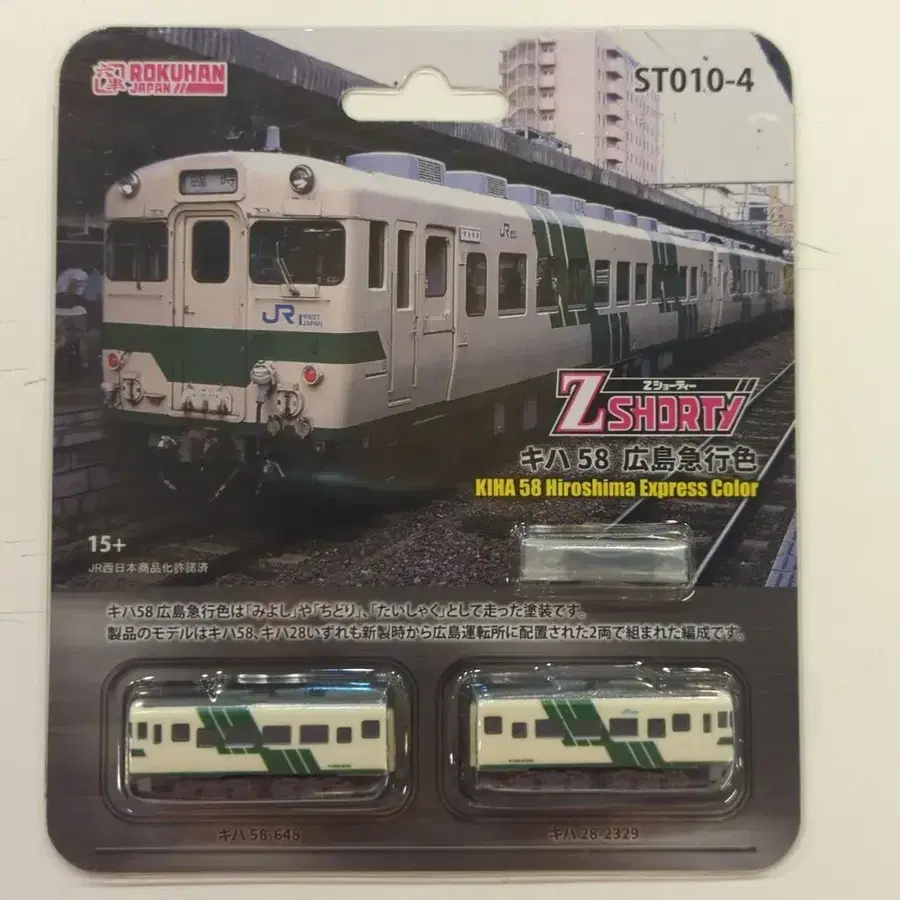 ROKUHAN
JAPAN
ST010-4
臨時
JR
JR WEST
JAPAN
Zショーティー
Z SHORTY
キハ 58 広島急行色
KIHA 58 Hiroshima Express Color
15+
JR西日本商品化許諾済
キハ58 広島急行色は「みよし」や「ちどり」、「たいしゃく」として走った塗装です。
製品のモデルはキハ58、キハ28いずれも新製時から広島運転所に配置された2両で組まれた編成です。
キハ 58-648
キハ 28-2329